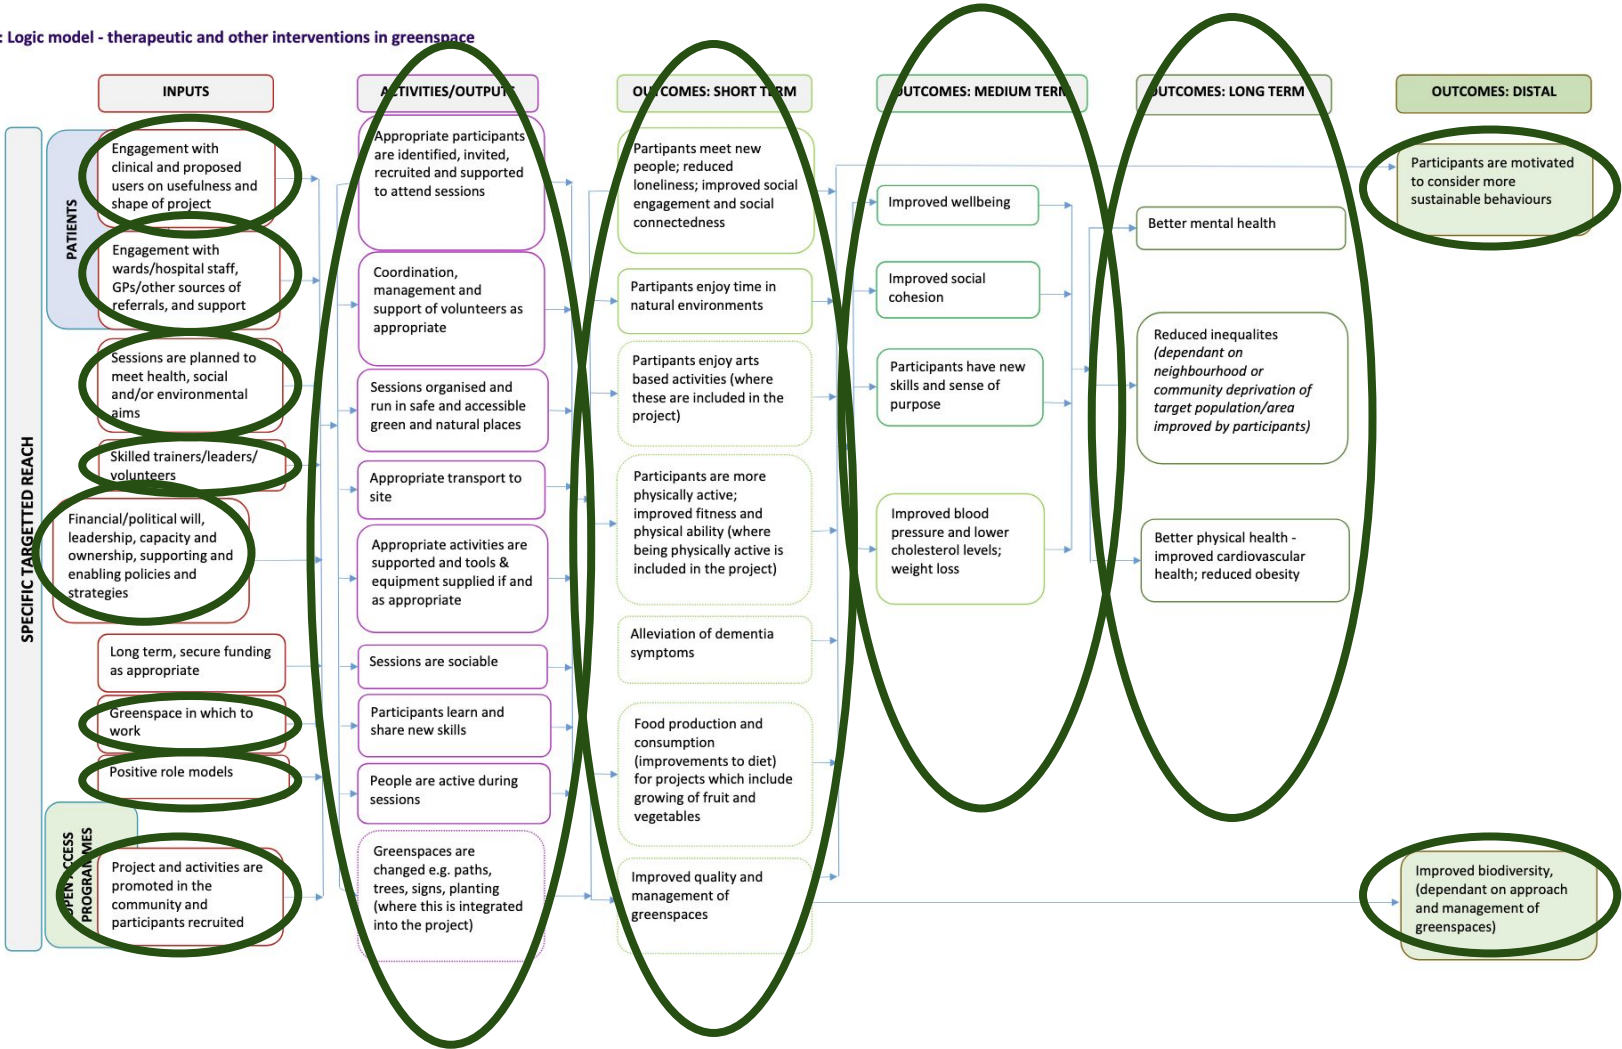 : Logic model - therapeutic and other interventions in greenspace
INPUTS
ACTIVITIES/OUTPUTS
OUTCOMES: SHORT TERM
OUTCOMES: MEDIUM TERM
OUTCOMES: LONG TERM
OUTCOMES: DISTAL
SPECIFIC TARGETTED REACH
PATIENTS
OPEN ACCESS
PROGRAMMES
Engagement with
clinical and proposed
users on usefulness and
shape of project
Engagement with
wards/hospital staff,
GPs/other sources of
referrals, and support
Sessions are planned to
meet health, social
and/or environmental
aims
Skilled trainers/leaders/
volunteers
Financial/political will,
leadership, capacity and
ownership, supporting and
enabling policies and
strategies
Long term, secure funding
as appropriate
Greenspace in which to
work
Positive role models
Project and activities are
promoted in the
community and
participants recruited
Appropriate participants
are identified, invited,
recruited and supported
to attend sessions
Coordination,
management and
support of volunteers as
appropriate
Sessions organised and
run in safe and accessible
green and natural places
Appropriate transport to
site
Appropriate activities are
supported and tools &
equipment supplied if and
as appropriate
Sessions are sociable
Participants learn and
share new skills
People are active during
sessions
Greenspaces are
changed e.g. paths,
trees, signs, planting
(where this is integrated
into the project)
Partipants meet new
people; reduced
loneliness; improved social
engagement and social
connectedness
Partipants enjoy time in
natural environments
Partipants enjoy arts
based activities (where
these are included in the
project)
Participants are more
physically active;
improved fitness and
physical ability (where
being physically active is
included in the project)
Alleviation of dementia
symptoms
Food production and
consumption
(improvements to diet)
for projects which include
growing of fruit and
vegetables
Improved quality and
management of
greenspaces
Improved wellbeing
Improved social
cohesion
Participants have new
skills and sense of
purpose
Improved blood
pressure and lower
cholesterol levels;
weight loss
Better mental health
Reduced inequalites
(dependant on
neighbourhood or
community deprivation of
target population/area
improved by participants)
Better physical health -
improved cardiovascular
health; reduced obesity
Participants are motivated
to consider more
sustainable behaviours
Improved biodiversity,
(dependant on approach
and management of
greenspaces)